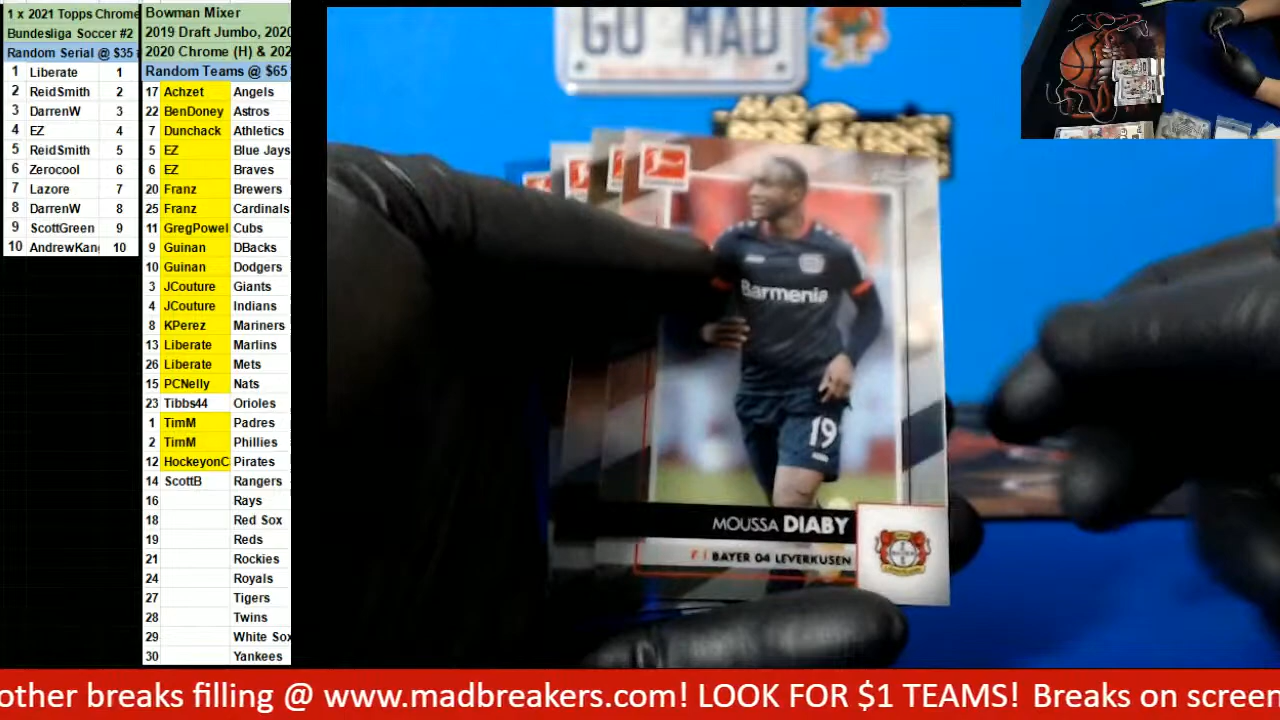 1 x 2021 Topps Chrome
Bundesliga Soccer #2
Random Serial @ $35
1 Liberate 1
2 ReidSmith 2
3 DarrenW 3
4 EZ 4
5 ReidSmith 5
6 Zerocool 6
7 Lazore 7
8 DarrenW 8
9 ScottGreen 9
10 AndrewKang 10
Bowman Mixer
2019 Draft Jumbo, 2020
2020 Chrome (H) & 202
Random Teams @ $65
17 Achzet Angels
22 BenDoney Astros
7 Dunchack Athletics
5 EZ Blue Jays
6 EZ Braves
20 Franz Brewers
25 Franz Cardinals
11 GregPowel Cubs
9 Guinan DBacks
10 Guinan Dodgers
3 JCouture Giants
4 JCouture Indians
8 KPerez Mariners
13 Liberate Marlins
26 Liberate Mets
15 PCNelly Nats
23 Tibbs44 Orioles
1 TimM Padres
2 TimM Phillies
12 HockeyonC Pirates
14 ScottB Rangers
16 Rays
18 Red Sox
19 Reds
21 Rockies
24 Royals
27 Tigers
28 Twins
29 White Sox
30 Yankees
GO MAD
Barmenia
19
MOUSSA DIABY
BAYER 04 LEVERKUSEN
other breaks filling @ www.madbreakers.com! LOOK FOR $1 TEAMS! Breaks on screen